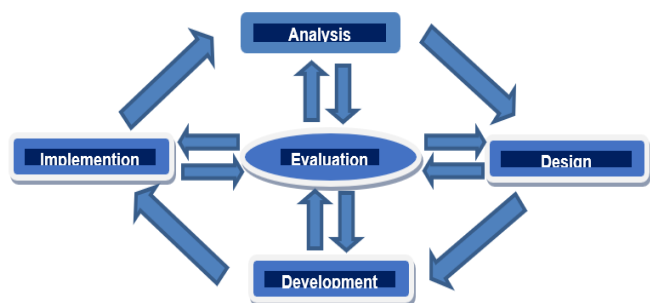 Analysis
Implemention
Evaluation
Design
Development